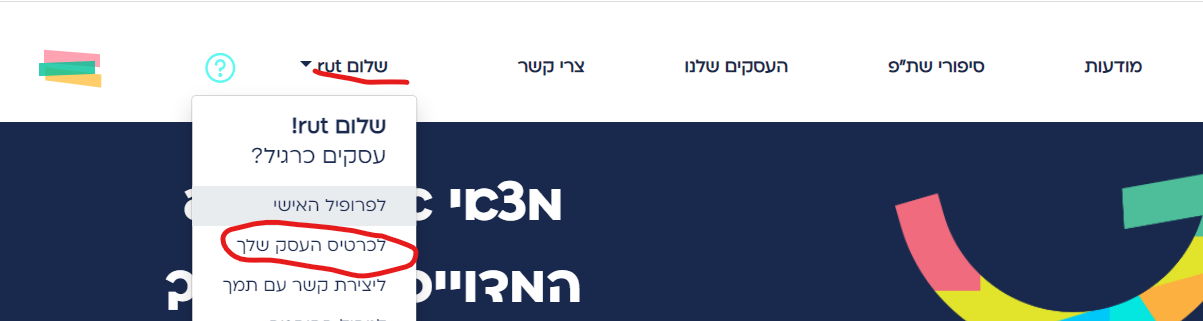 מודעות
סיפורי שת"פ
העסקים שלנו
צרי קשר
שלום rut
?
שלום rut!
עסקים כרגיל?
לפרופיל האישי
לכרטיס העסק שלך
ליצירת קשר עם תמך
מצאי